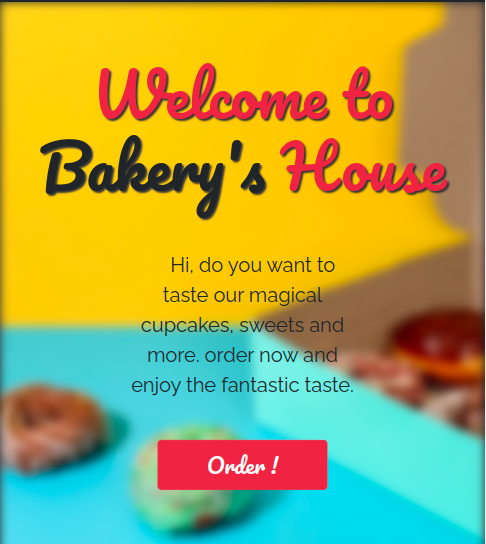 Welcome to
Bakery's House
Hi, do you want to
taste our magical
cupcakes, sweets and
more. order now and
enjoy the fantastic taste.
Order !